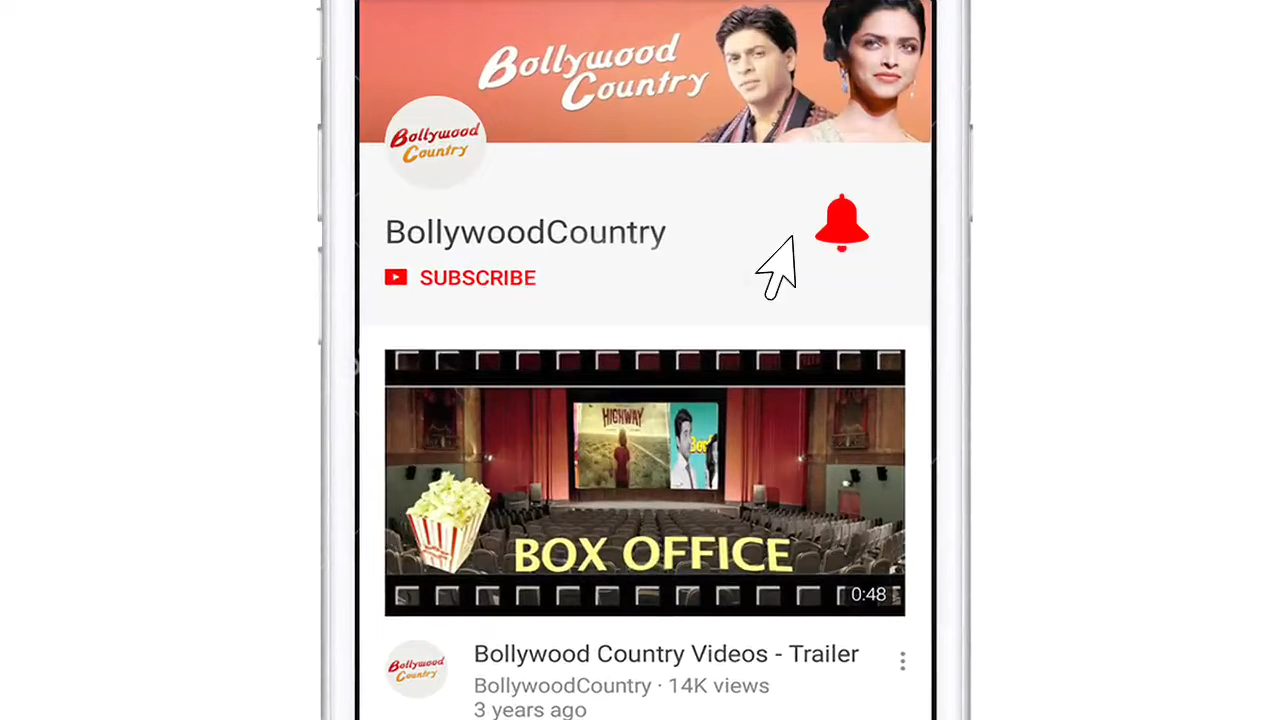 Bollywood
Country
Bollywood
Country
BollywoodCountry
SUBSCRIBE
HIGHWAY
BOX OFFICE
0:48
Bollywood
Country
Bollywood Country Videos - Trailer
BollywoodCountry · 14K views
3 years ago